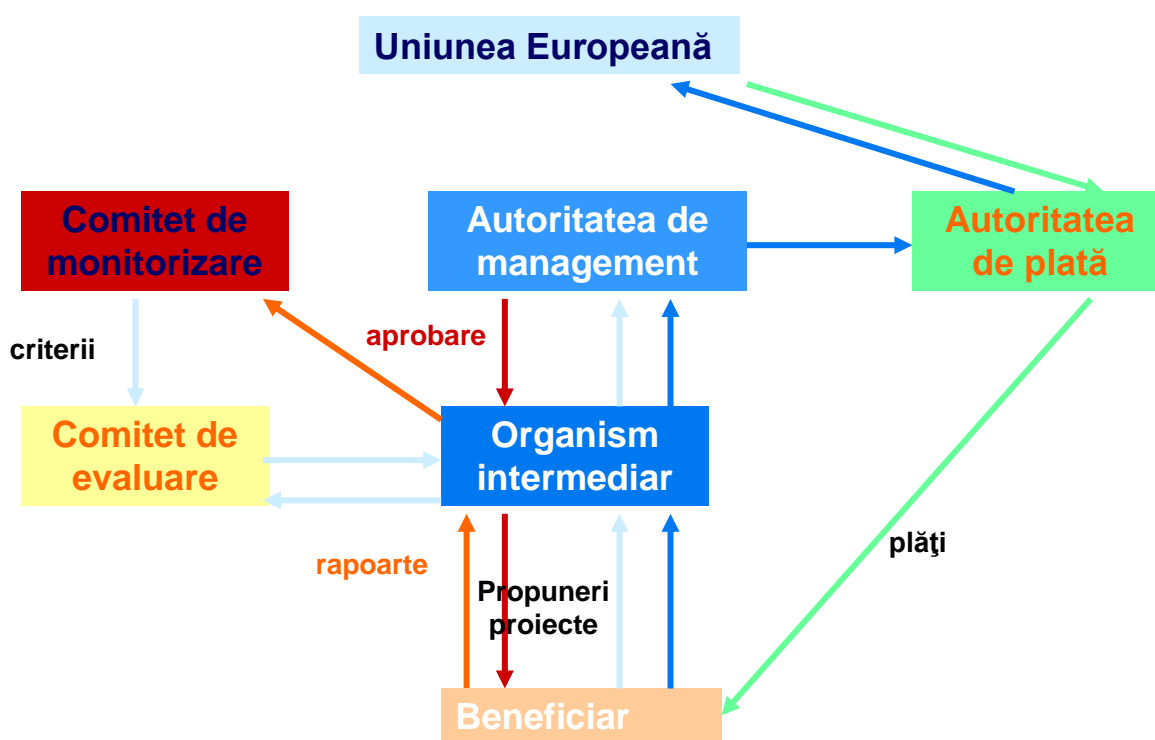 Uniunea Europeană
Comitet de
monitorizare
Autoritatea de
management
Autoritatea
de plată
criterii
aprobare
Comitet de
evaluare
Organism
intermediar
plăţi
rapoarte
Propuneri
proiecte
Beneficiar